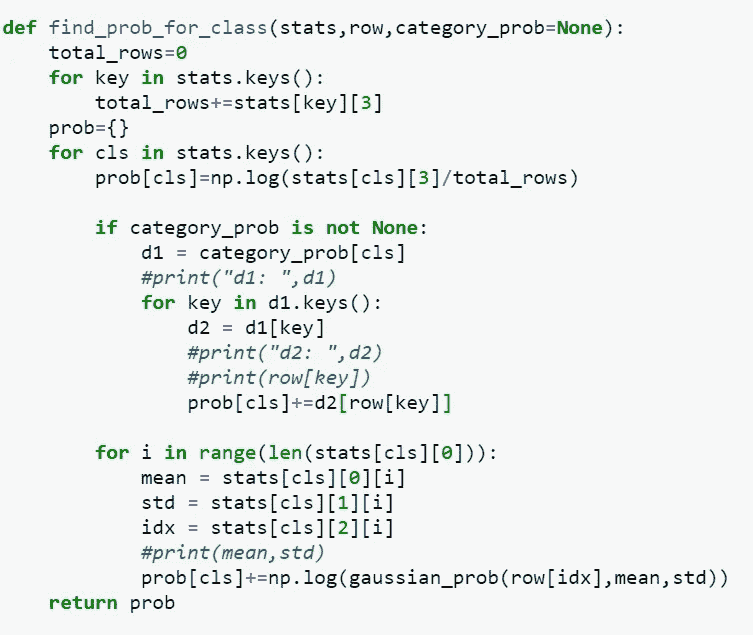 def find_prob_for_class(stats,row,category_prob=None):
    total_rows=0
    for key in stats.keys():
        total_rows+=stats[key][3]
    prob={}
    for cls in stats.keys():
        prob[cls]=np.log(stats[cls][3]/total_rows)

        if category_prob is not None:
            d1 = category_prob[cls]
            #print("d1: ",d1)
            for key in d1.keys():
                d2 = d1[key]
                #print("d2: ",d2)
                #print(row[key])
                prob[cls]+=d2[row[key]]

        for i in range(len(stats[cls][0])):
            mean = stats[cls][0][i]
            std = stats[cls][1][i]
            idx = stats[cls][2][i]
            #print(mean,std)
            prob[cls]+=np.log(gaussian_prob(row[idx],mean,std))
    return prob